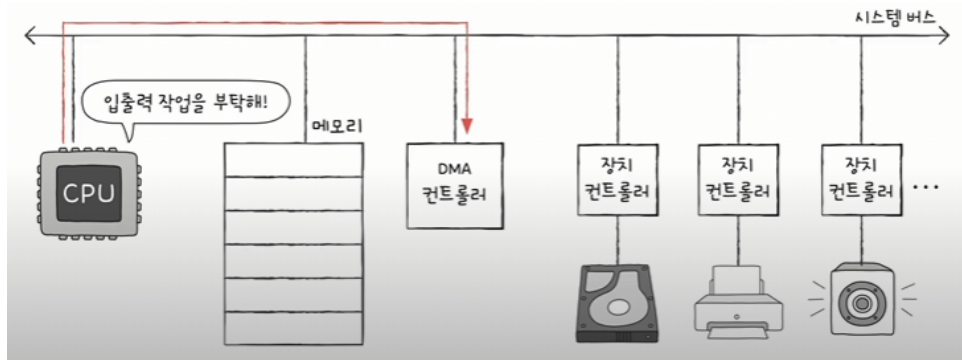 시스템 버스
입출력 작업을 부탁해!
메모리
CPU
DMA
컨트롤러
장치
컨트롤러
장치
컨트롤러
장치
컨트롤러
...